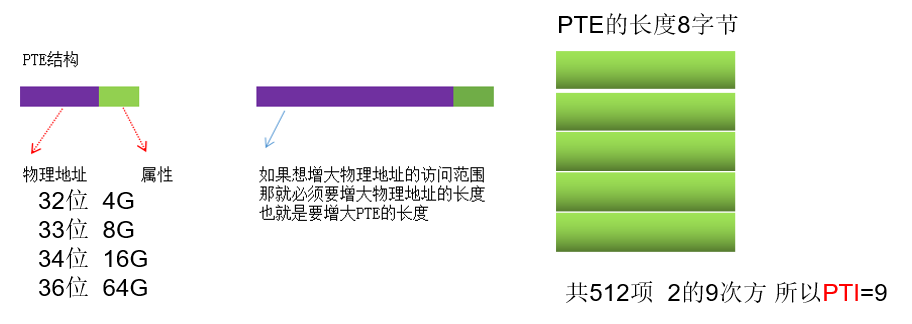 PTE的长度8字节
PTE结构
物理地址 属性
32位 4G
33位 8G
34位 16G
36位 64G
如果想增大物理地址的访问范围
那就必须要增大物理地址的长度
也就是要增大PTE的长度
共512项 2的9次方 所以PTI=9